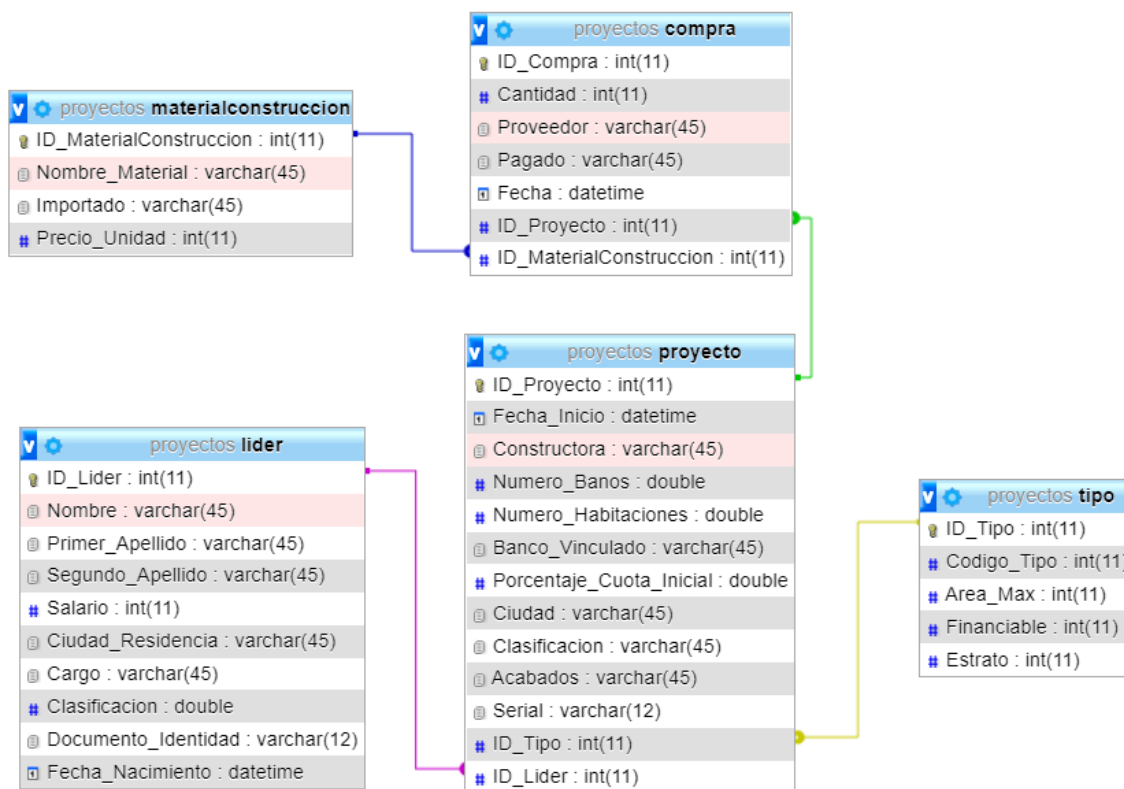 proyectos compra
ID_Compra : int(11)
Cantidad : int(11)
Proveedor : varchar(45)
Pagado : varchar(45)
Fecha : datetime
ID_Proyecto : int(11)
ID_MaterialConstruccion : int(11)
proyectos materialconstruccion
ID_MaterialConstruccion : int(11)
Nombre_Material : varchar(45)
Importado : varchar(45)
Precio_Unidad : int(11)
proyectos proyecto
ID_Proyecto : int(11)
Fecha_Inicio : datetime
Constructora : varchar(45)
Numero_Banos : double
Numero_Habitaciones : double
Banco_Vinculado : varchar(45)
Porcentaje_Cuota_Inicial : double
Ciudad : varchar(45)
Clasificacion : varchar(45)
Acabados : varchar(45)
Serial : varchar(12)
ID_Tipo : int(11)
ID_Lider : int(11)
proyectos lider
ID_Lider : int(11)
Nombre : varchar(45)
Primer_Apellido : varchar(45)
Segundo_Apellido : varchar(45)
Salario : int(11)
Ciudad_Residencia : varchar(45)
Cargo : varchar(45)
Clasificacion : double
Documento_Identidad : varchar(12)
Fecha_Nacimiento : datetime
proyectos tipo
ID_Tipo : int(11)
Codigo_Tipo : int(11)
Area_Max : int(11)
Financiable : int(11)
Estrato : int(11)